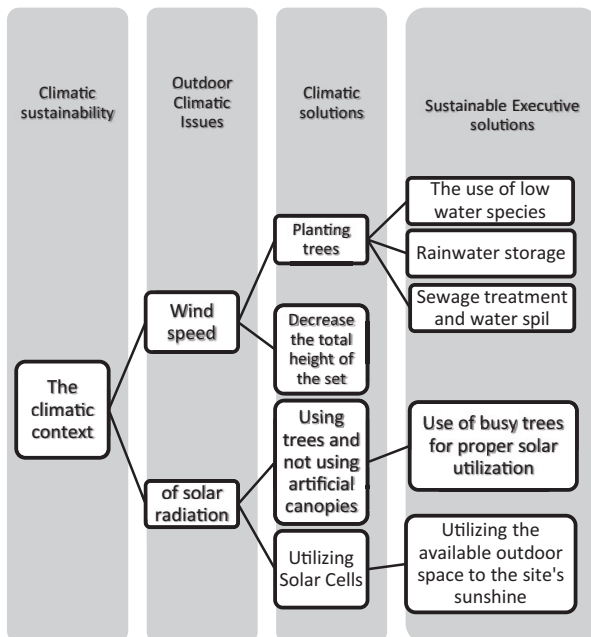 Climatic
sustainability
Outdoor
Climatic
Issues
Climatic
solutions
Sustainable Executive
solutions
The
climatic
context
Wind
speed
of solar
radiation
Planting
trees
Decrease
the total
height of
the set
Using
trees and
not using
artificial
canopies
Utilizing
Solar Cells
The use of low
water species
Rainwater storage
Sewage treatment
and water spil
Use of busy trees
for proper solar
utilization
Utilizing the
available outdoor
space to the site's
sunshine